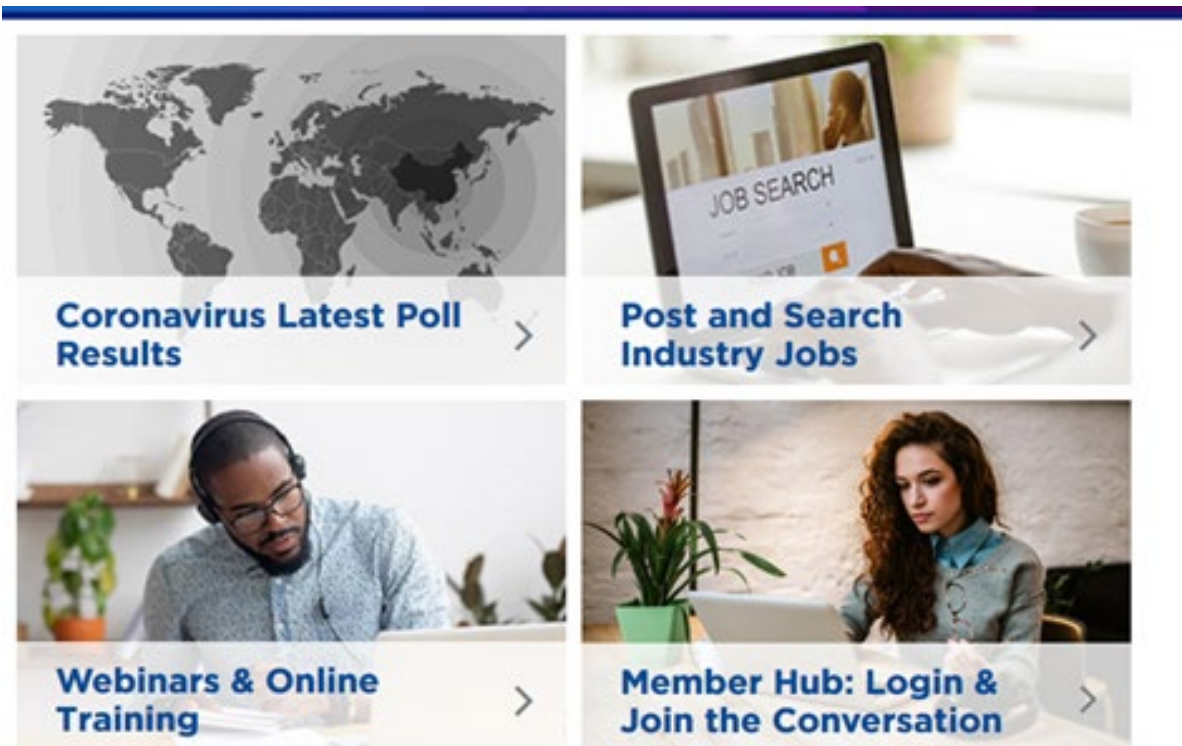 Coronavirus Latest Poll
Results
JOB SEARCH
Post and Search
Industry Jobs
Webinars & Online
Training
Member Hub: Login &
Join the Conversation